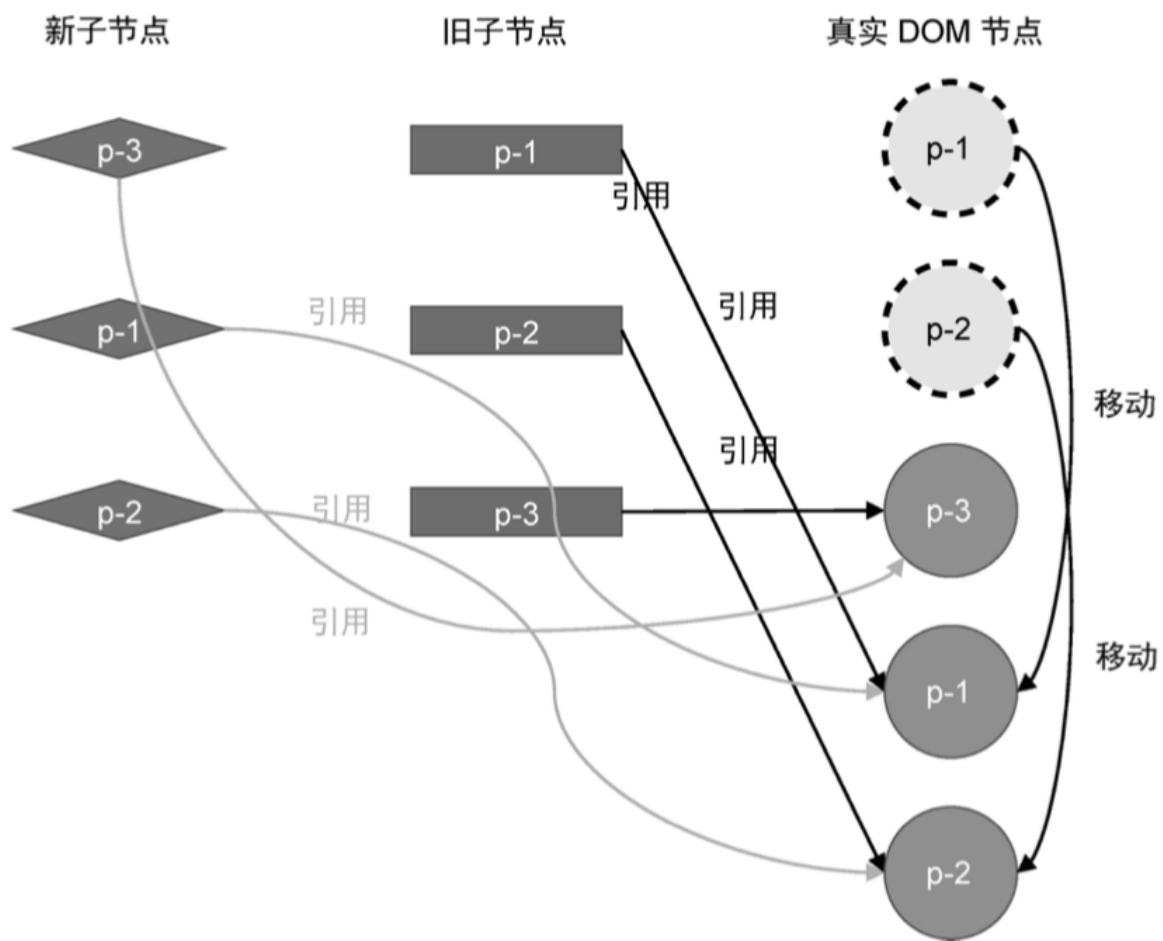 新子节点 旧子节点 真实 DOM 节点
p-3 p-1 p-1
引用
p-1 引用 p-2 引用 p-2
移动
引用
p-2 引用 p-3 p-3
引用
移动
p-1
p-2